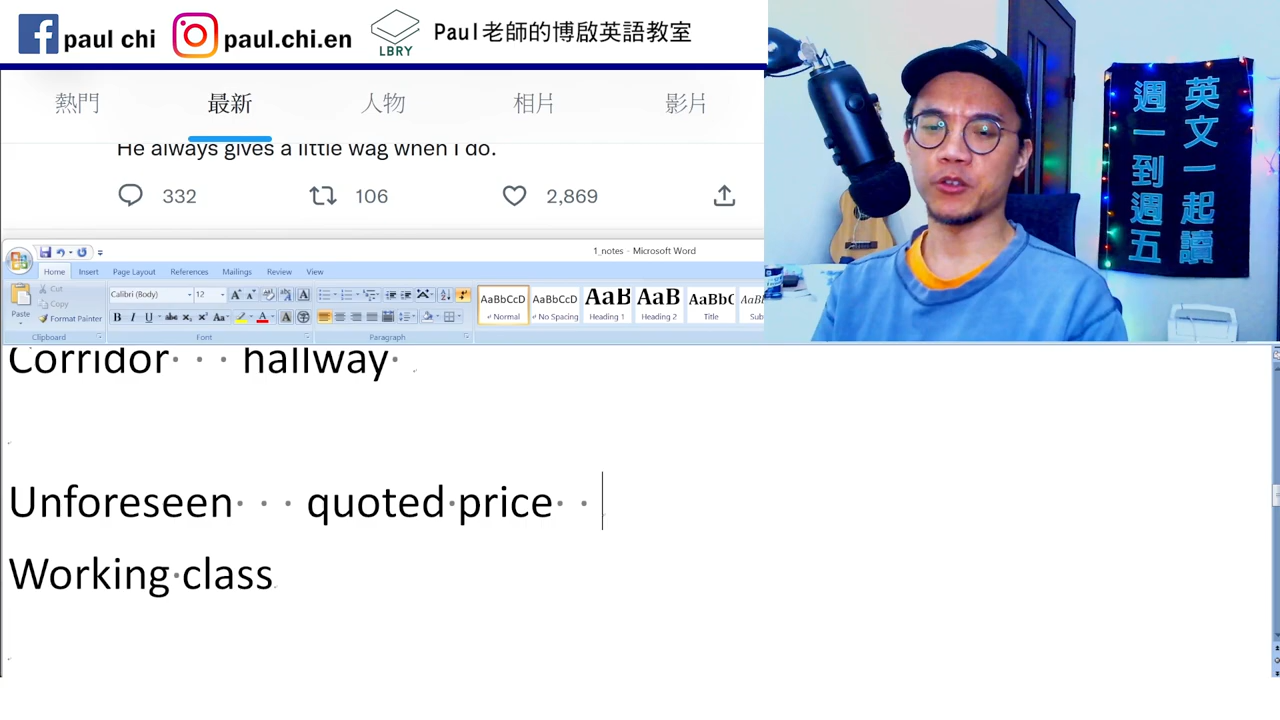 paul chi
paul.chi.en
LBRY
Paul老師的博啟英語教室
熱門 最新 人物 相片 影片
He always gives a little wag when I do.
332 106 2,869
1_notes - Microsoft Word
Home Insert Page Layout References Mailings Review View
Paste
Cut
Copy
Format Painter
Clipboard
Calibri (Body) 12
Font
Paragraph
AaBbCcD AaBbCcD AaBb AaB AaBbC AaBb
Normal No Spacing Heading 1 Heading 2 Title Sub
Corridor hallway
Unforeseen quoted price
Working class
英文一起讀
週一到週五